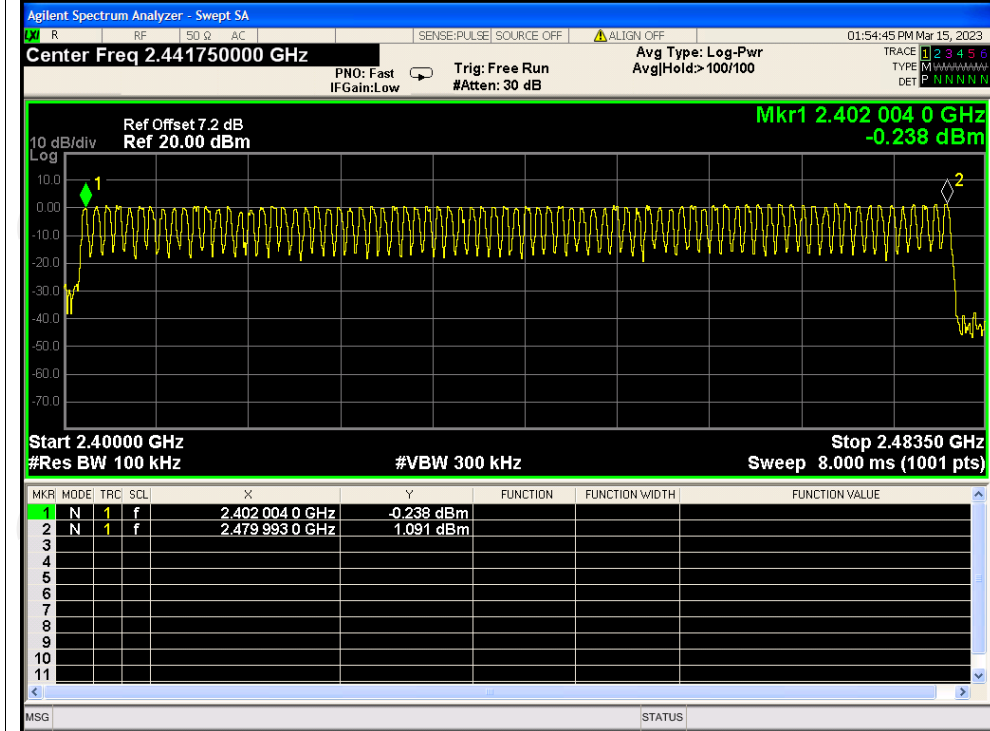 Agilent Spectrum Analyzer - Swept SA
LXI R RF 50 Ω AC SENSE:PULSE SOURCE OFF ALIGN OFF 01:54:45 PM Mar 15, 2023
Center Freq 2.441750000 GHz
PNO: Fast
IFGain:Low
Trig: Free Run
#Atten: 30 dB
Avg Type: Log-Pwr
Avg|Hold:> 100/100
TRACE 1 2 3 4 5 6
TYPE M WWWWW
DET P N N N N N
Mkr1 2.402 004 0 GHz
-0.238 dBm
Ref Offset 7.2 dB
10 dB/div Ref 20.00 dBm
Log
10.0
0.00
-10.0
-20.0
-30.0
-40.0
-50.0
-60.0
-70.0
1
2
Start 2.40000 GHz Stop 2.48350 GHz
#Res BW 100 kHz #VBW 300 kHz Sweep 8.000 ms (1001 pts)
MKR MODE TRC SCL X Y FUNCTION FUNCTION WIDTH FUNCTION VALUE
1 N 1 f 2.402 004 0 GHz -0.238 dBm
2 N 1 f 2.479 993 0 GHz 1.091 dBm
3
4
5
6
7
8
9
10
11
MSG STATUS